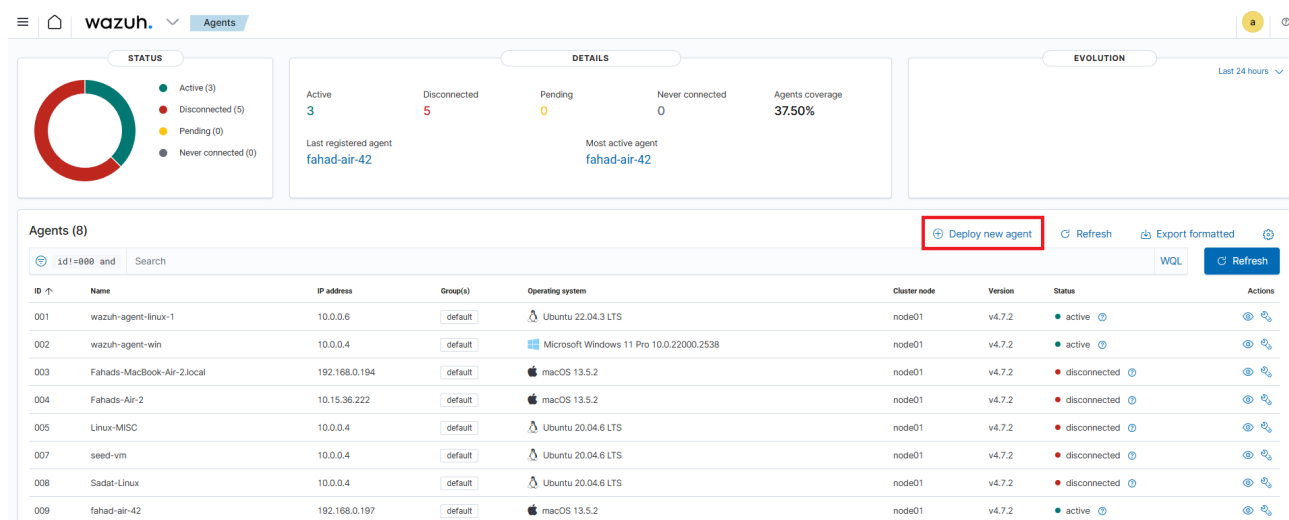 wazuh. Agents a
STATUS
Active (3)
Disconnected (5)
Pending (0)
Never connected (0)
DETAILS
Active Disconnected Pending Never connected Agents coverage
3 5 0 0 37.50%
Last registered agent Most active agent
fahad-air-42 fahad-air-42
EVOLUTION
Last 24 hours
Agents (8) Deploy new agent Refresh Export formatted
id!=000 and Search WQL Refresh
ID Name IP address Group(s) Operating system Cluster node Version Status Actions
001 wazuh-agent-linux-1 10.0.0.6 default Ubuntu 22.04.3 LTS node01 v4.7.2 active
002 wazuh-agent-win 10.0.0.4 default Microsoft Windows 11 Pro 10.0.22000.2538 node01 v4.7.2 active
003 Fahads-MacBook-Air-2.local 192.168.0.194 default macOS 13.5.2 node01 v4.7.2 disconnected
004 Fahads-Air-2 10.15.36.222 default macOS 13.5.2 node01 v4.7.2 disconnected
005 Linux-MISC 10.0.0.4 default Ubuntu 20.04.6 LTS node01 v4.7.2 disconnected
007 seed-vm 10.0.0.4 default Ubuntu 20.04.6 LTS node01 v4.7.2 disconnected
008 Sadat-Linux 10.0.0.4 default Ubuntu 20.04.6 LTS node01 v4.7.2 disconnected
009 fahad-air-42 192.168.0.197 default macOS 13.5.2 node01 v4.7.2 active